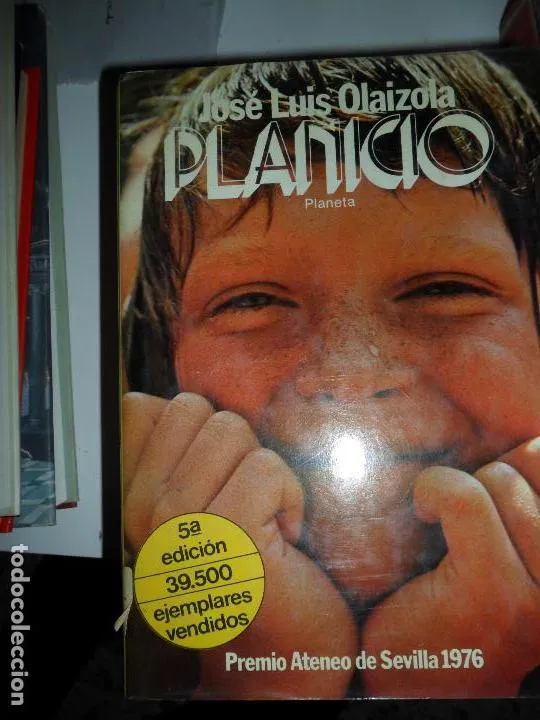 José Luis Olaizola
PLANICIO
Planeta
5ª
edición
39.500
ejemplares
vendidos
Premio Ateneo de Sevilla 1976
todocoleccion